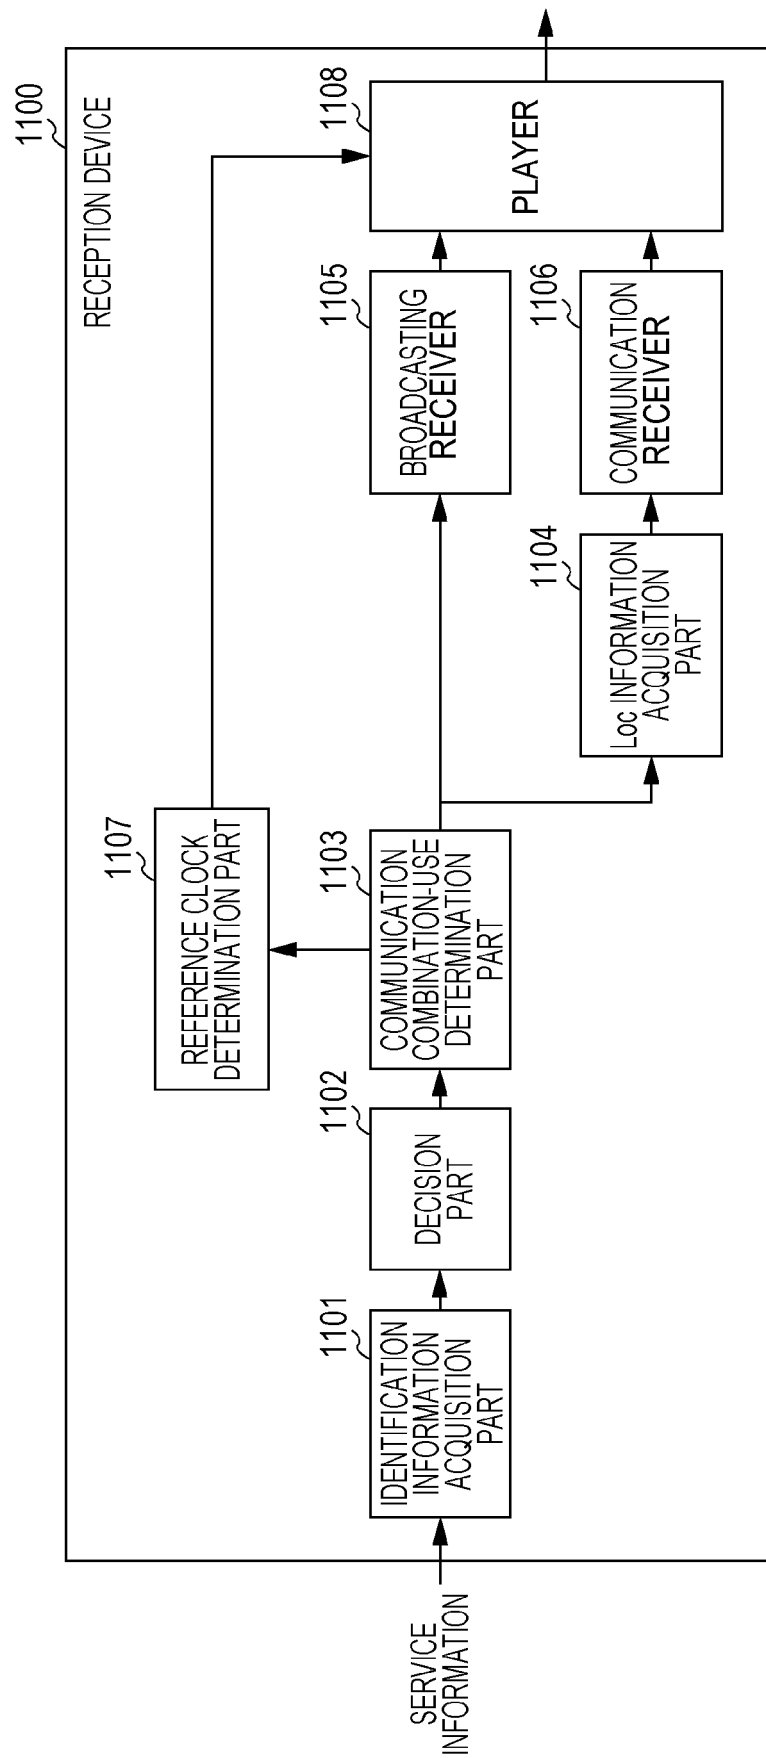 1100
RECEPTION DEVICE
1107
REFERENCE CLOCK
DETERMINATION PART
SERVICE
INFORMATION
1101
IDENTIFICATION
INFORMATION
ACQUISITION
PART
1102
DECISION
PART
1103
COMMUNICATION
COMBINATION-USE
DETERMINATION
PART
1105
BROADCASTING
RECEIVER
1108
PLAYER
1104
Loc INFORMATION
ACQUISITION
PART
1106
COMMUNICATION
RECEIVER